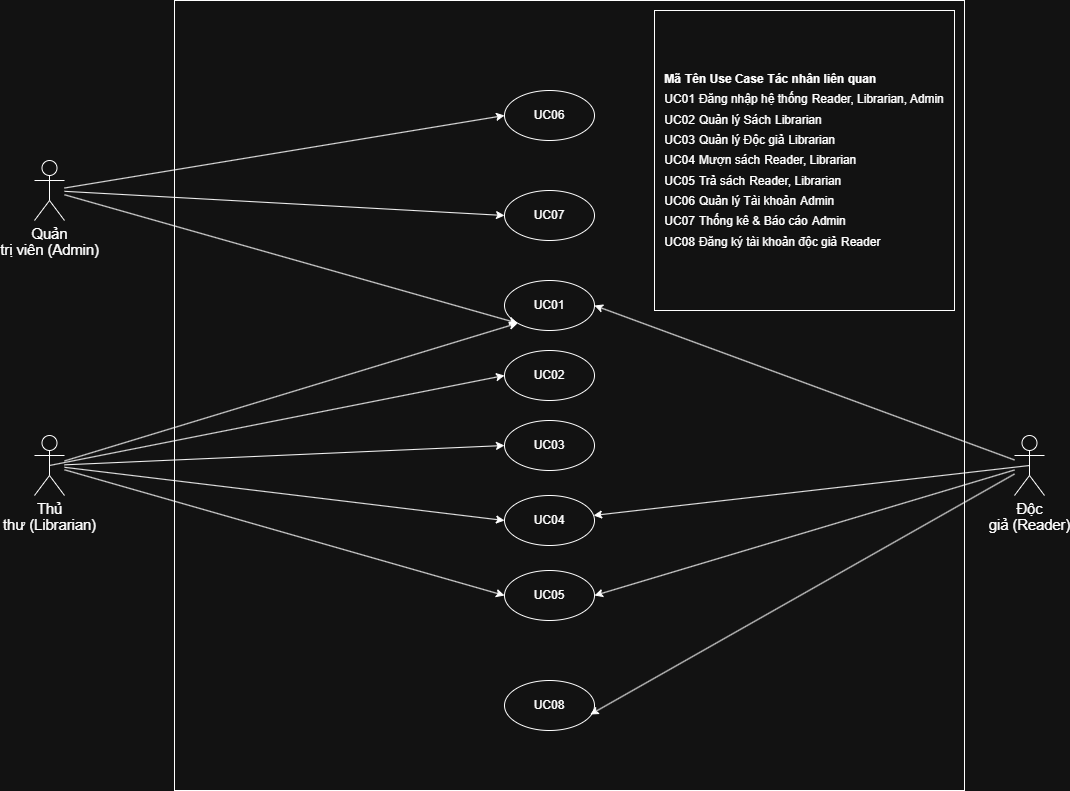 Mã Tên Use Case Tác nhân liên quan
UC01 Đăng nhập hệ thống Reader, Librarian, Admin
UC02 Quản lý Sách Librarian
UC03 Quản lý Độc giả Librarian
UC04 Mượn sách Reader, Librarian
UC05 Trả sách Reader, Librarian
UC06 Quản lý Tài khoản Admin
UC07 Thống kê & Báo cáo Admin
UC08 Đăng ký tài khoản độc giả Reader
UC06
UC07
Quản
trị viên (Admin)
UC01
UC02
UC03
Thủ
thư (Librarian)
Độc
giả (Reader)
UC04
UC05
UC08